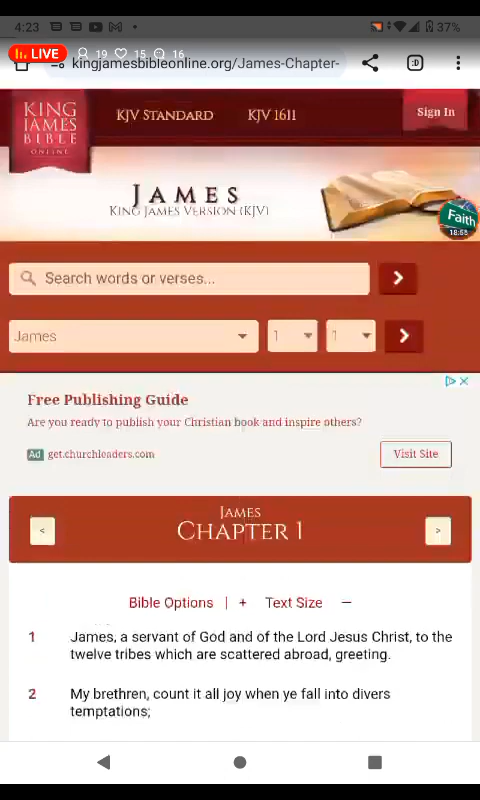 4:23 37%
LIVE 19 15 16
kingjamesbibleonline.org/James-Chapter- :D
KING
JAMES
BIBLE
ONLINE
KJV STANDARD KJV 1611 Sign In
JAMES
KING JAMES VERSION (KJV)
Faith
18:55
Search words or verses...
James 1 1
Free Publishing Guide
Are you ready to publish your Christian book and inspire others?
Ad get.churchleaders.com Visit Site
JAMES
< CHAPTER 1 >
Bible Options | + Text Size —
1 James, a servant of God and of the Lord Jesus Christ, to the
twelve tribes which are scattered abroad, greeting.
2 My brethren, count it all joy when ye fall into divers
temptations;